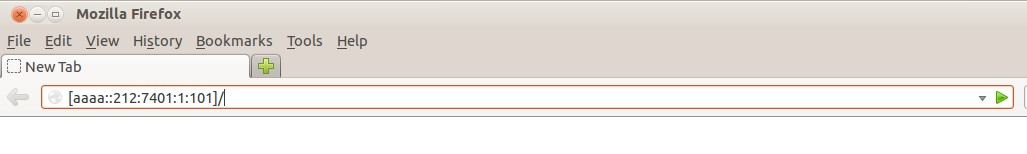 Mozilla Firefox
File Edit View History Bookmarks Tools Help
New Tab
[aaaa::212:7401:1:101]/